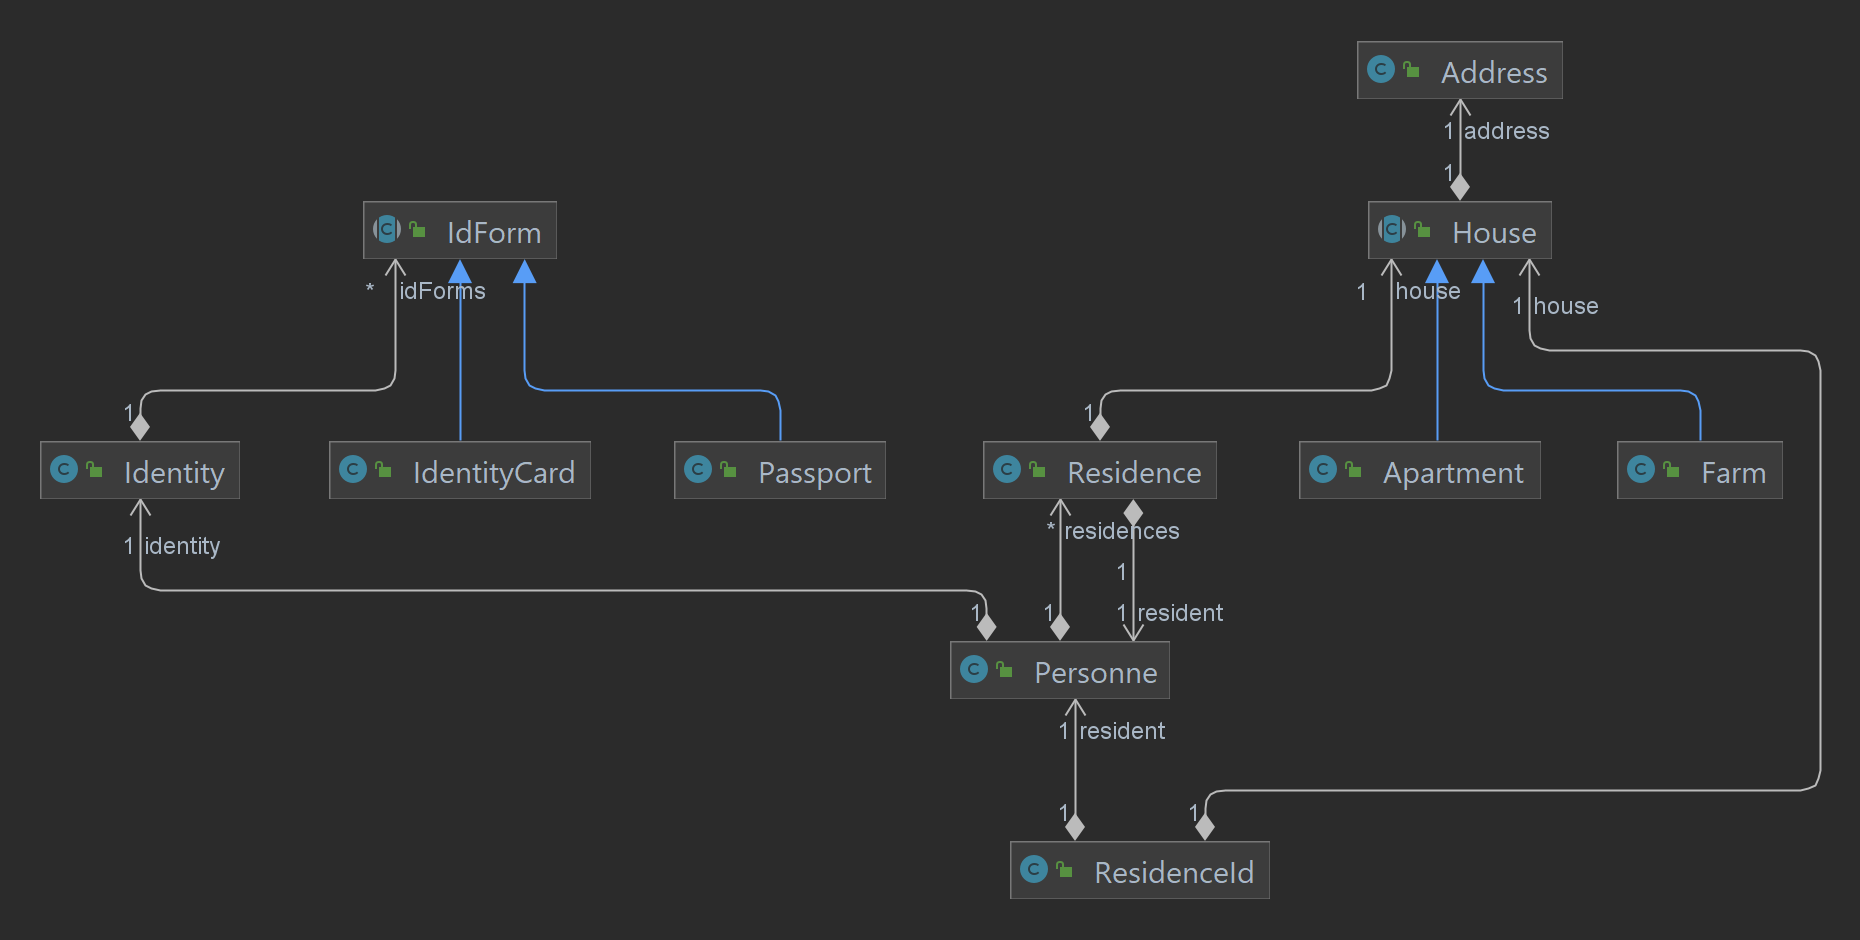 C Address
1 address
1
C IdForm
C House
* idForms
1 house
1 house
1
1
C Identity
C IdentityCard
C Passport
C Residence
C Apartment
C Farm
* residences
1 identity
1
1
1
1 resident
C Personne
1 resident
1
1
C ResidenceId